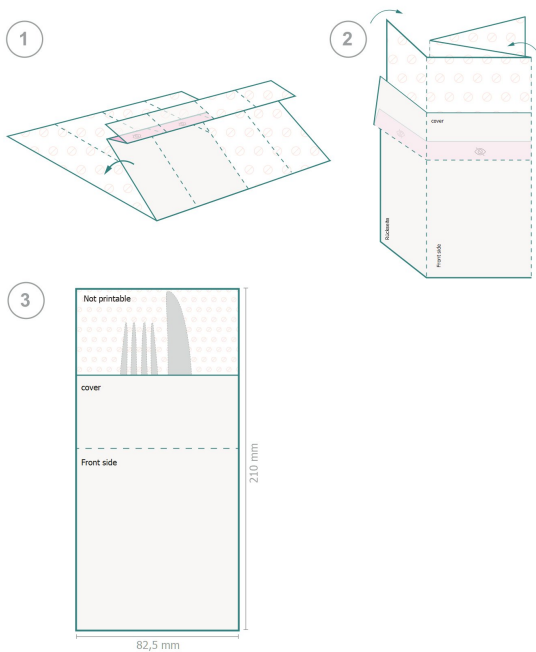 1
2
cover
Rückseite
Front side
3
Not printable
cover
Front side
210 mm
82,5 mm